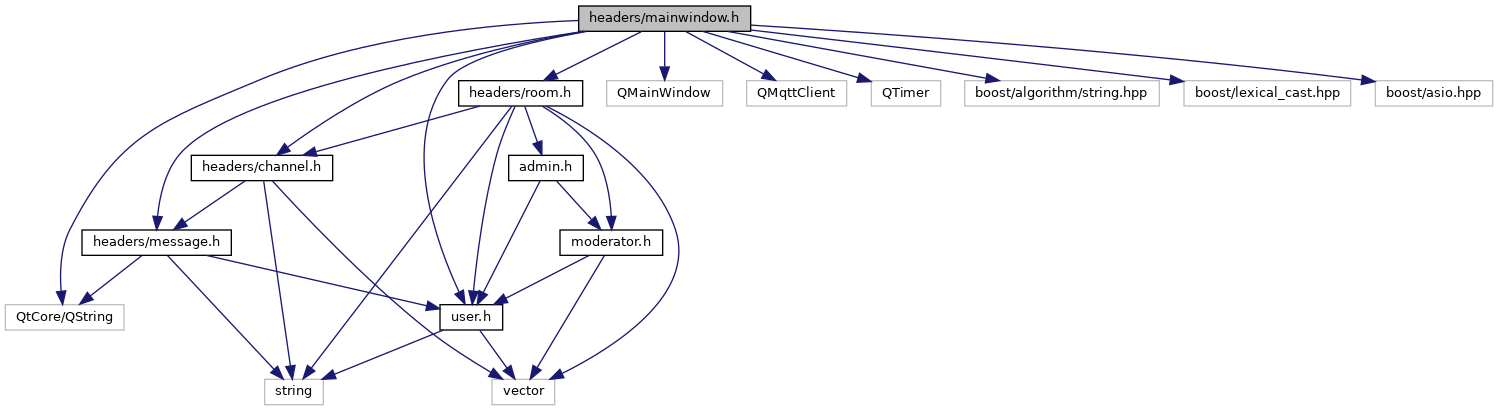 headers/mainwindow.h
headers/room.h
QMainWindow
QMqttClient
QTimer
boost/algorithm/string.hpp
boost/lexical_cast.hpp
boost/asio.hpp
headers/channel.h
admin.h
headers/message.h
moderator.h
QtCore/QString
user.h
string
vector